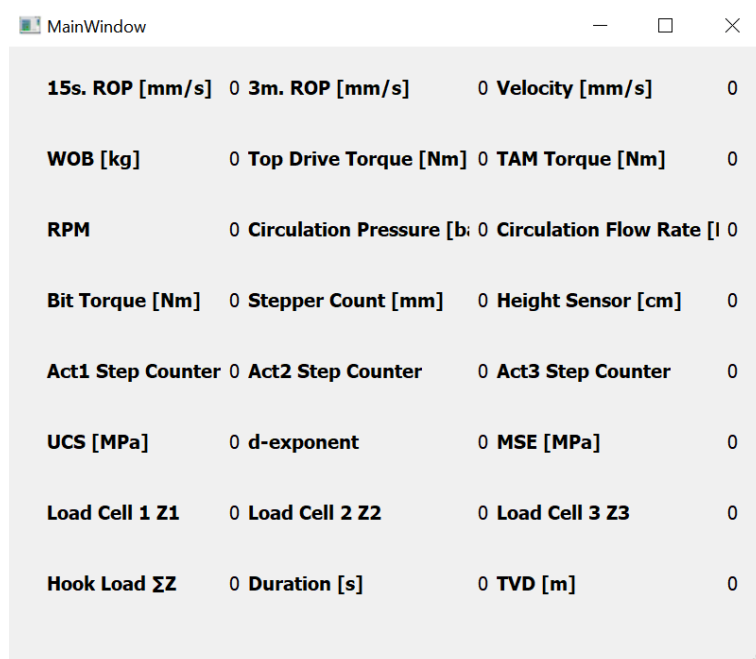 MainWindow
15s. ROP [mm/s] 0 3m. ROP [mm/s] 0 Velocity [mm/s] 0
WOB [kg] 0 Top Drive Torque [Nm] 0 TAM Torque [Nm] 0
RPM 0 Circulation Pressure 0 Circulation Flow Rate 0
Bit Torque [Nm] 0 Stepper Count [mm] 0 Height Sensor [cm] 0
Act1 Step Counter 0 Act2 Step Counter 0 Act3 Step Counter 0
UCS [MPa] 0 d-exponent 0 MSE [MPa] 0
Load Cell 1 Z1 0 Load Cell 2 Z2 0 Load Cell 3 Z3 0
Hook Load ΣZ 0 Duration [s] 0 TVD [m] 0